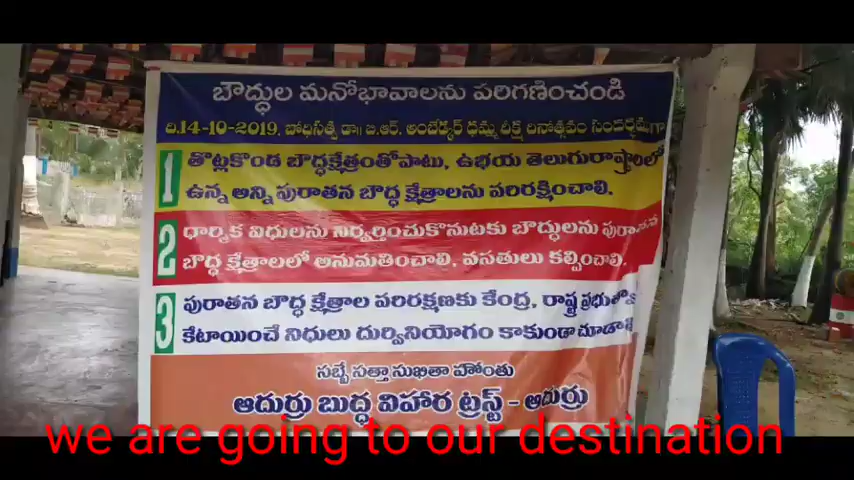 బౌద్ధుల మనోభావాలను పరిగణించండి
ది.14-10-2019, బోధిసత్వ డా॥ బి.ఆర్. అంబేద్కర్ ధమ్మ దీక్ష దినోత్సవం సందర్భముగా
1 తొట్లకొండ బౌద్ధక్షేత్రంతోపాటు, ఉభయ తెలుగురాష్ట్రాలలో
ఉన్న అన్ని పురాతన బౌద్ధ క్షేత్రాలను పరిరక్షించాలి.
2 ధార్మిక విధులను నిర్వర్తించుకొనుటకు బౌద్ధులను పురాతన
బౌద్ధ క్షేత్రాలలో అనుమతించాలి, వసతులు కల్పించాలి.
3 పురాతన బౌద్ధ క్షేత్రాల పరిరక్షణకు కేంద్ర, రాష్ట్ర
కేటాయించే నిధులు దుర్వినియోగం కాకుండా
సబ్బే సత్తా సుఖితా హోంతు
ఆదుర్రు బుద్ధ విహార ట్రస్ట్ - ఆదుర్రు
we are going to our destination